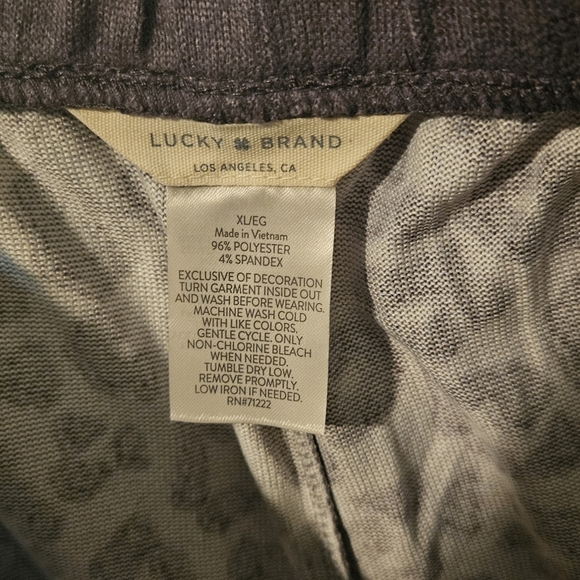 LUCKY BRAND
LOS ANGELES, CA
XL/EG
Made in Vietnam
96% POLYESTER
4% SPANDEX
EXCLUSIVE OF DECORATION
TURN GARMENT INSIDE OUT
AND WASH BEFORE WEARING.
MACHINE WASH COLD
WITH LIKE COLORS.
GENTLE CYCLE. ONLY
NON-CHLORINE BLEACH
WHEN NEEDED.
TUMBLE DRY LOW.
REMOVE PROMPTLY.
LOW IRON IF NEEDED.
RN#71222